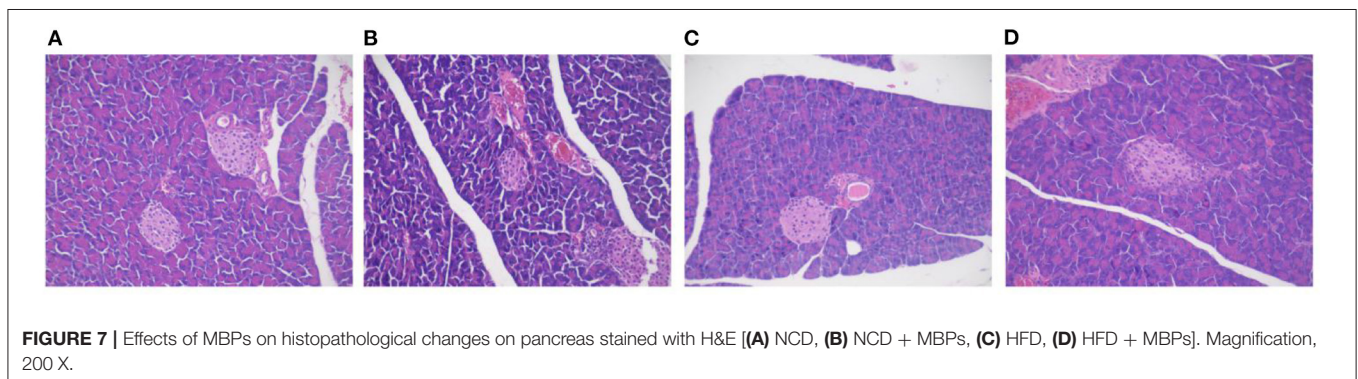 A B C D
FIGURE 7 | Effects of MBPs on histopathological changes on pancreas stained with H&E [(A) NCD, (B) NCD + MBPs, (C) HFD, (D) HFD + MBPs]. Magnification,
200 X.